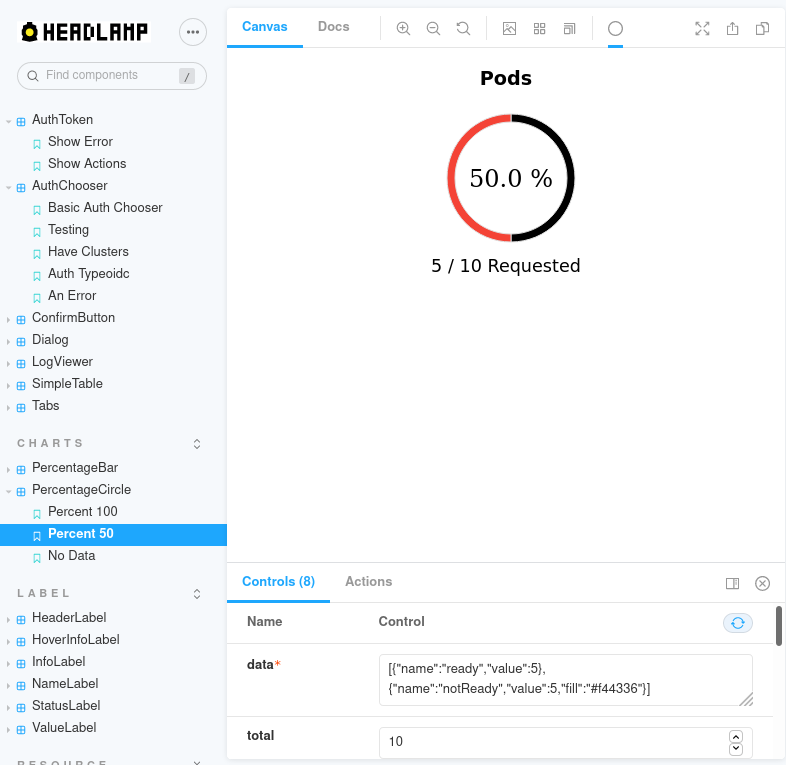 HEADLAMP
Find components
/
AuthToken
Show Error
Show Actions
AuthChooser
Basic Auth Chooser
Testing
Have Clusters
Auth Typeoidc
An Error
ConfirmButton
Dialog
LogViewer
SimpleTable
Tabs
CHARTS
PercentageBar
PercentageCircle
Percent 100
Percent 50
No Data
LABEL
HeaderLabel
HoverInfoLabel
InfoLabel
NameLabel
StatusLabel
ValueLabel
RESOURCE
Canvas
Docs
Pods
50.0 %
5 / 10 Requested
Controls (8)
Actions
Name
Control
data*
[{"name":"ready","value":5},
{"name":"notReady","value":5,"fill":"#f44336"}]
total
10